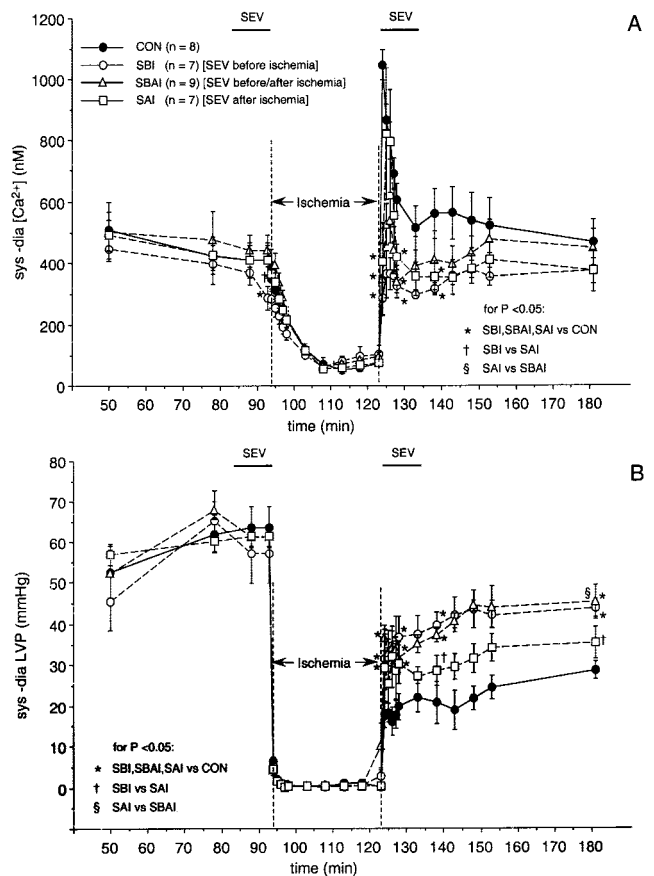 SEV SEV
A
CON (n = 8)
SBI (n = 7) [SEV before ischemia]
SBAI (n = 9) [SEV before/after ischemia]
SAI (n = 7) [SEV after ischemia]
1200
1000
800
600
400
200
0
sys -dia [Ca²⁺] (nM)
Ischemia
* * * * * * * * †
for P <0.05:
* SBI,SBAI,SAI vs CON
† SBI vs SAI
§ SAI vs SBAI
50 60 70 80 90 100 110 120 130 140 150 160 170 180
time (min)
SEV SEV
B
80
70
60
50
40
30
20
10
0
sys -dia LVP (mmHg)
Ischemia
for P <0.05:
* SBI,SBAI,SAI vs CON
† SBI vs SAI
§ SAI vs SBAI
50 60 70 80 90 100 110 120 130 140 150 160 170 180
time (min)